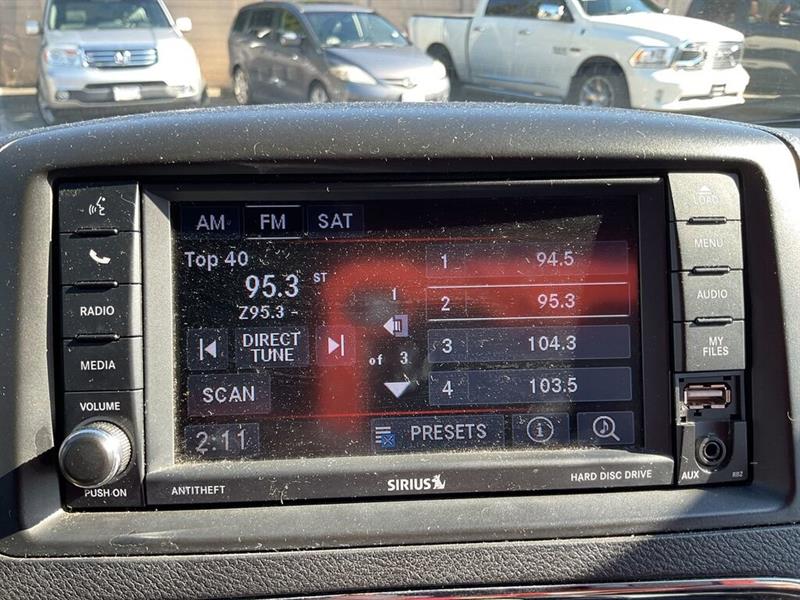 AM FM SAT
Top 40
95.3 ST
Z95.3 -
DIRECT
TUNE
SCAN
2:11
1
of 3
1 94.5
2 95.3
3 104.3
4 103.5
PRESETS
RADIO
MEDIA
VOLUME
PUSH·ON
ANTITHEFT
SIRIUS
HARD DISC DRIVE
LOAD
MENU
AUDIO
MY
FILES
AUX
RBZ